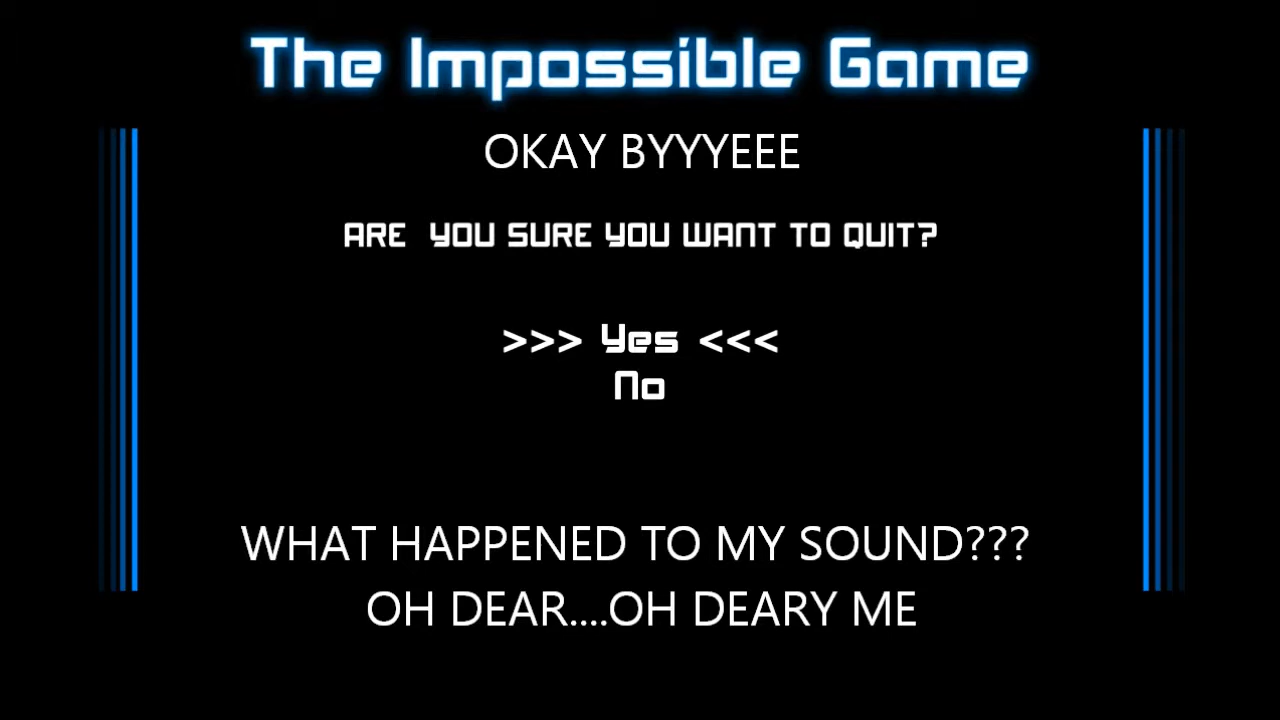 The Impossible Game
OKAY BYYYEEE
ARE YOU SURE YOU WANT TO QUIT?
>>> Yes <<<
No
WHAT HAPPENED TO MY SOUND???
OH DEAR....OH DEARY ME